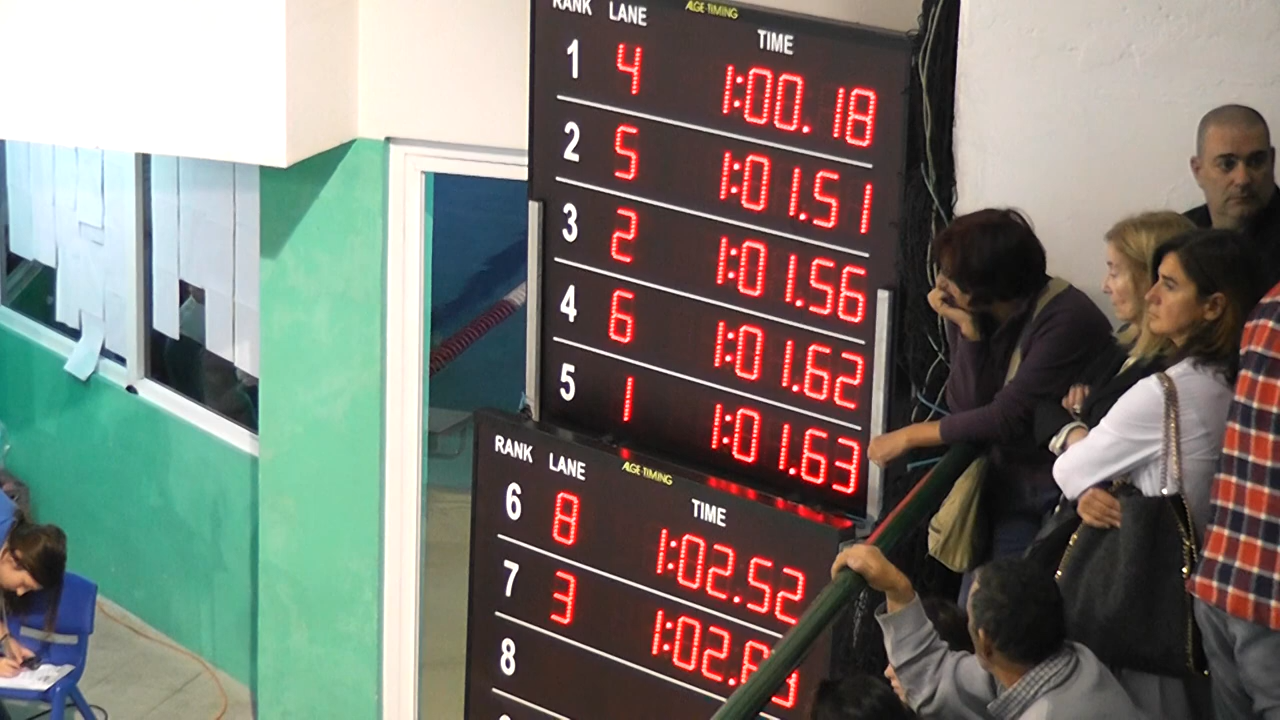 RANK LANE ALGE-TIMING TIME
1 4 1:00.18
2 5 1:01.51
3 2 1:01.56
4 6 1:01.62
5 1 1:01.63
RANK LANE ALGE-TIMING TIME
6 8 1:02.52
7 3
8